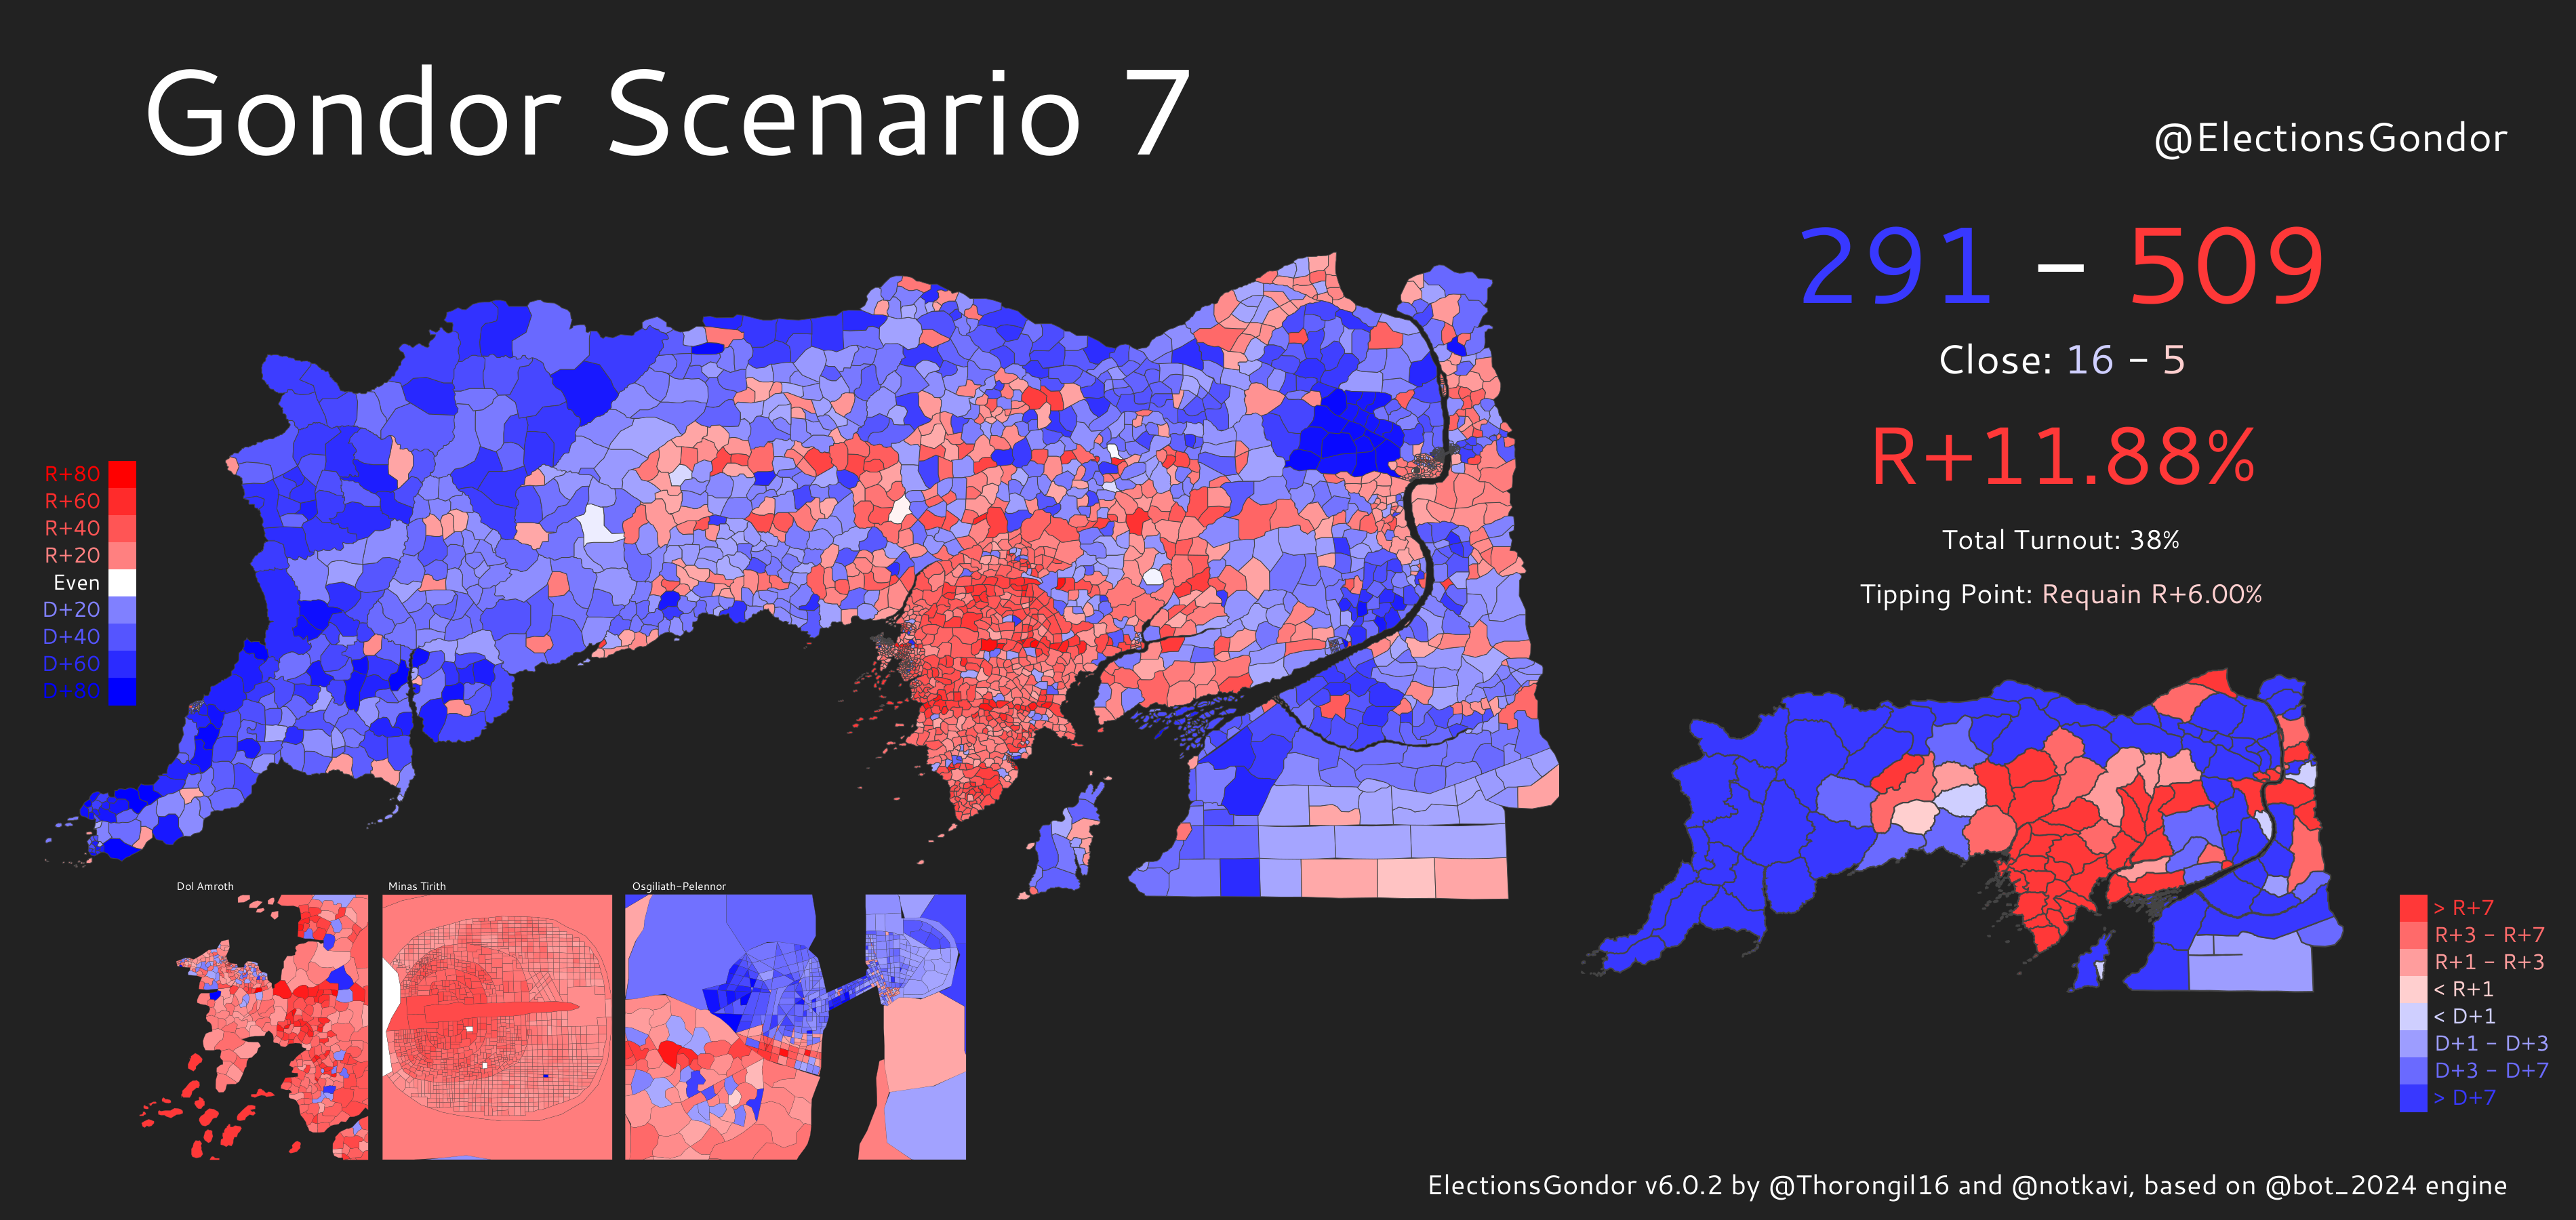 Gondor Scenario 7
@ElectionsGondor
291 – 509
Close: 16 - 5
R+11.88%
Total Turnout: 38%
Tipping Point: Requain R+6.00%
R+80
R+60
R+40
R+20
Even
D+20
D+40
D+60
D+80
Dol Amroth
Minas Tirith
Osgiliath-Pelennor
> R+7
R+3 - R+7
R+1 - R+3
< R+1
< D+1
D+1 - D+3
D+3 - D+7
> D+7
ElectionsGondor v6.0.2 by @Thorongil16 and @notkavi, based on @bot_2024 engine